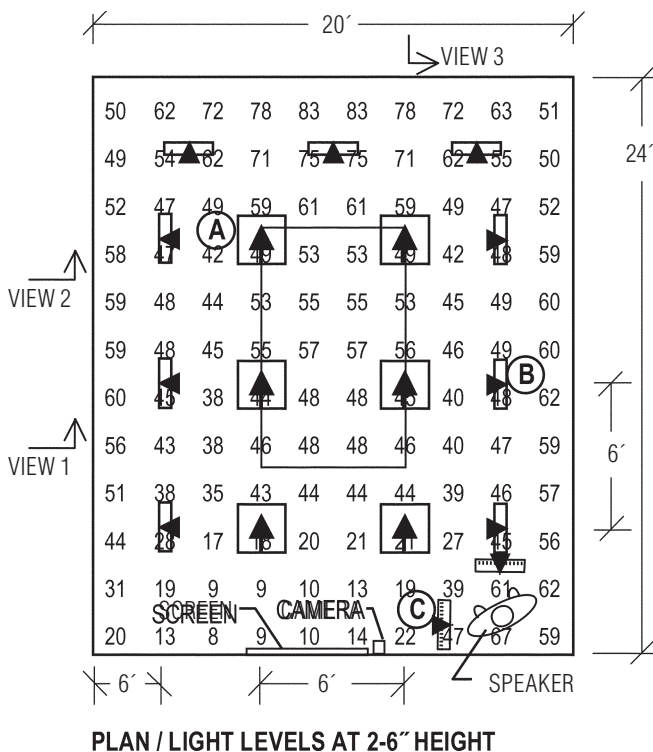 20´
VIEW 3
50 62 72 78 83 83 78 72 63 51
49 54 62 71 75 75 71 62 55 50
24´
52 47 49 59 61 61 59 49 47 52
A
58 47 42 49 53 53 49 42 48 59
VIEW 2
59 48 44 53 55 55 53 45 49 60
59 48 45 55 57 57 56 46 49 60
B
60 45 38 44 48 48 45 40 48 62
56 43 38 46 48 48 46 40 47 59
VIEW 1
6´
51 38 35 43 44 44 44 39 46 57
44 28 17 18 20 21 21 27 45 56
31 19 9 9 10 13 19 39 61 62
SCREEN CAMERA C
20 13 8 9 10 14 22 47 67 59
6´ 6´ SPEAKER
PLAN / LIGHT LEVELS AT 2-6˝ HEIGHT